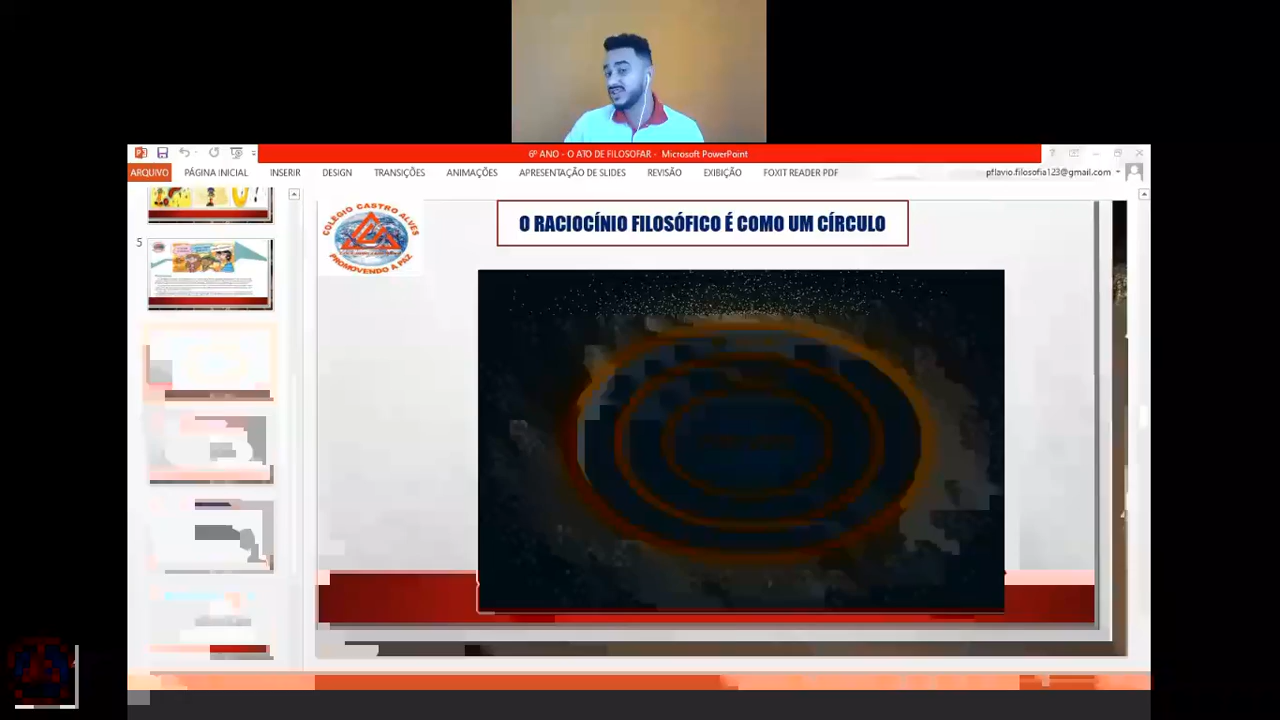 6º ANO - O ATO DE FILOSOFAR - Microsoft PowerPoint
ARQUIVO PÁGINA INICIAL INSERIR DESIGN TRANSIÇÕES ANIMAÇÕES APRESENTAÇÃO DE SLIDES REVISÃO EXIBIÇÃO FOXIT READER PDF pflavio.filosofia123@gmail.com
COLÉGIO CASTRO ALVES
PROMOVENDO A PAZ
O RACIOCÍNIO FILOSÓFICO É COMO UM CÍRCULO
5